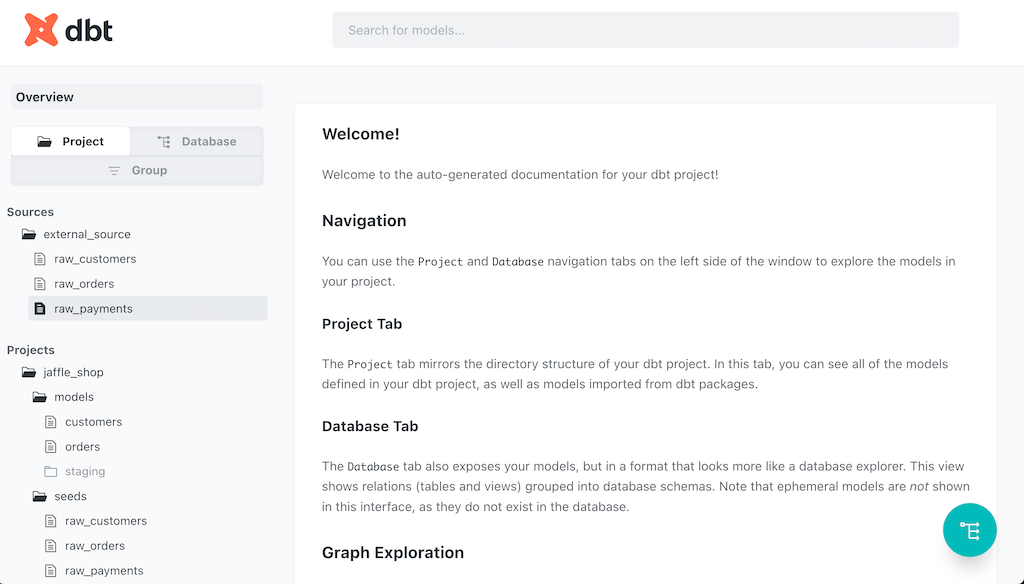 dbt
Search for models...
Overview
Project
Database
Group
Sources
external_source
raw_customers
raw_orders
raw_payments
Projects
jaffle_shop
models
customers
orders
staging
seeds
raw_customers
raw_orders
raw_payments
Welcome!
Welcome to the auto-generated documentation for your dbt project!
Navigation
You can use the Project and Database navigation tabs on the left side of the window to explore the models in
your project.
Project Tab
The Project tab mirrors the directory structure of your dbt project. In this tab, you can see all of the models
defined in your dbt project, as well as models imported from dbt packages.
Database Tab
The Database tab also exposes your models, but in a format that looks more like a database explorer. This view
shows relations (tables and views) grouped into database schemas. Note that ephemeral models are not shown
in this interface, as they do not exist in the database.
Graph Exploration